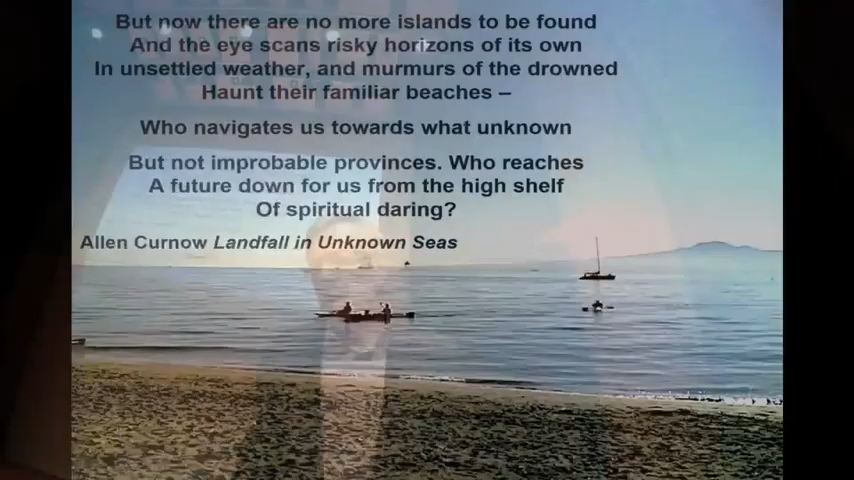 But now there are no more islands to be found
And the eye scans risky horizons of its own
In unsettled weather, and murmurs of the drowned
Haunt their familiar beaches –
Who navigates us towards what unknown
But not improbable provinces. Who reaches
A future down for us from the high shelf
Of spiritual daring?
Allen Curnow Landfall in Unknown Seas